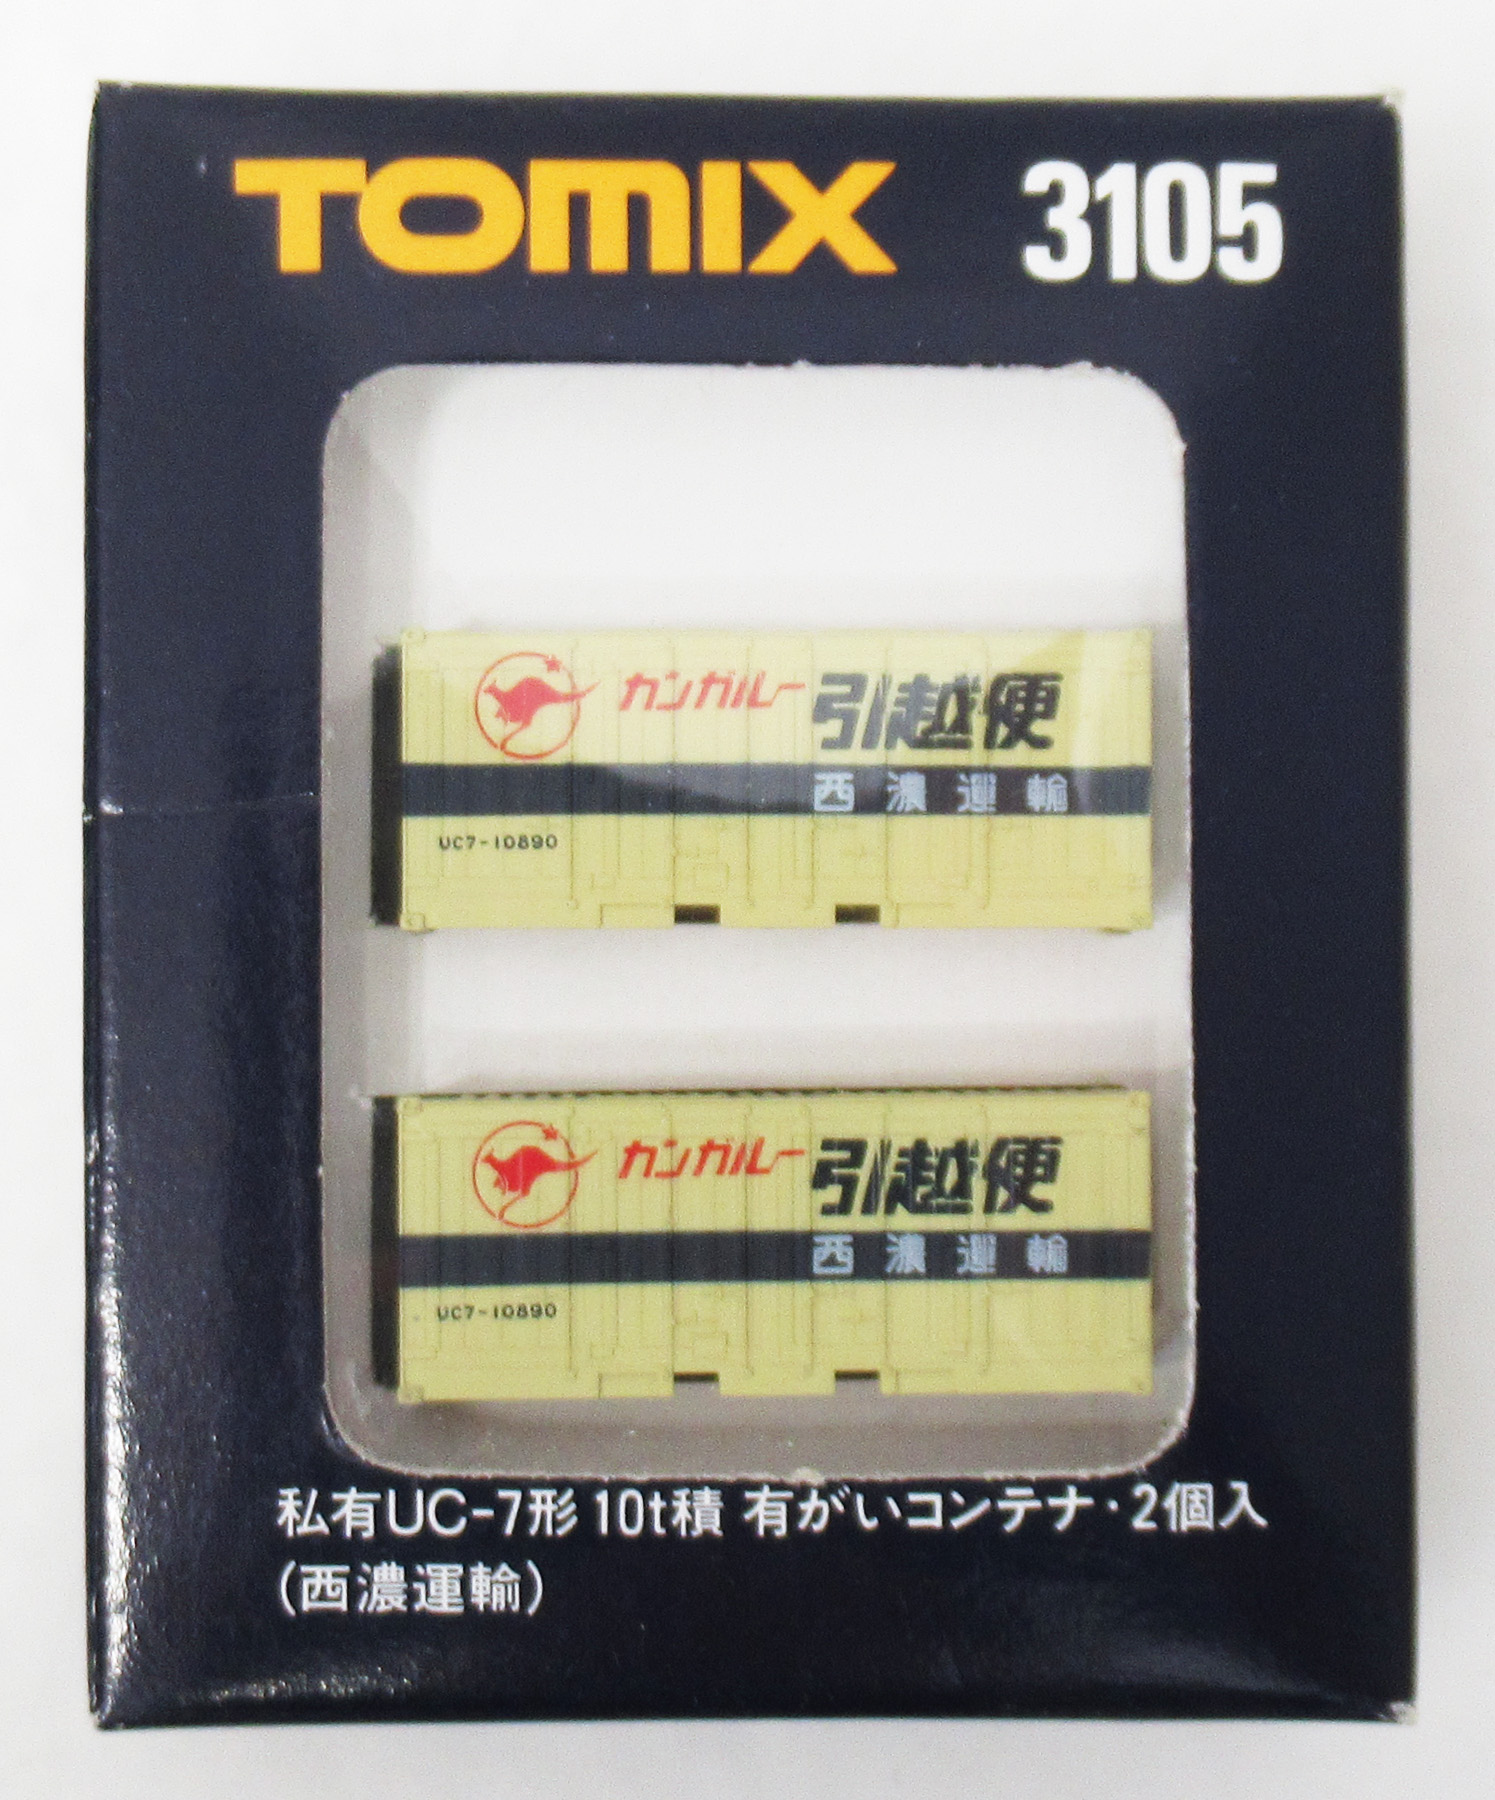 TOMIX 3105
カンガルー引越便
西濃運輸
UC7-10890
カンガルー引越便
西濃運輸
UC7-10890
私有UC-7形 10t積 有がいコンテナ・2個入
(西濃運輸)